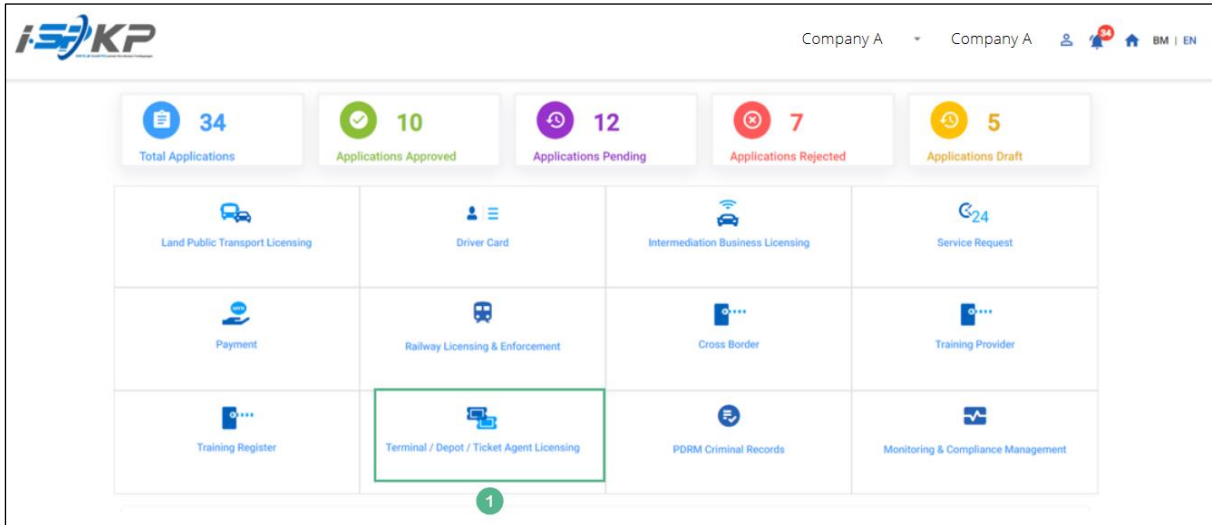 i-SPKP
Company A Company A 34 BM | EN
34 10 12 7 5
Total Applications Applications Approved Applications Pending Applications Rejected Applications Draft
24
Land Public Transport Licensing Driver Card Intermediation Business Licensing Service Request
Payment Railway Licensing & Enforcement Cross Border Training Provider
Training Register Terminal / Depot / Ticket Agent Licensing PDRM Criminal Records Monitoring & Compliance Management
1